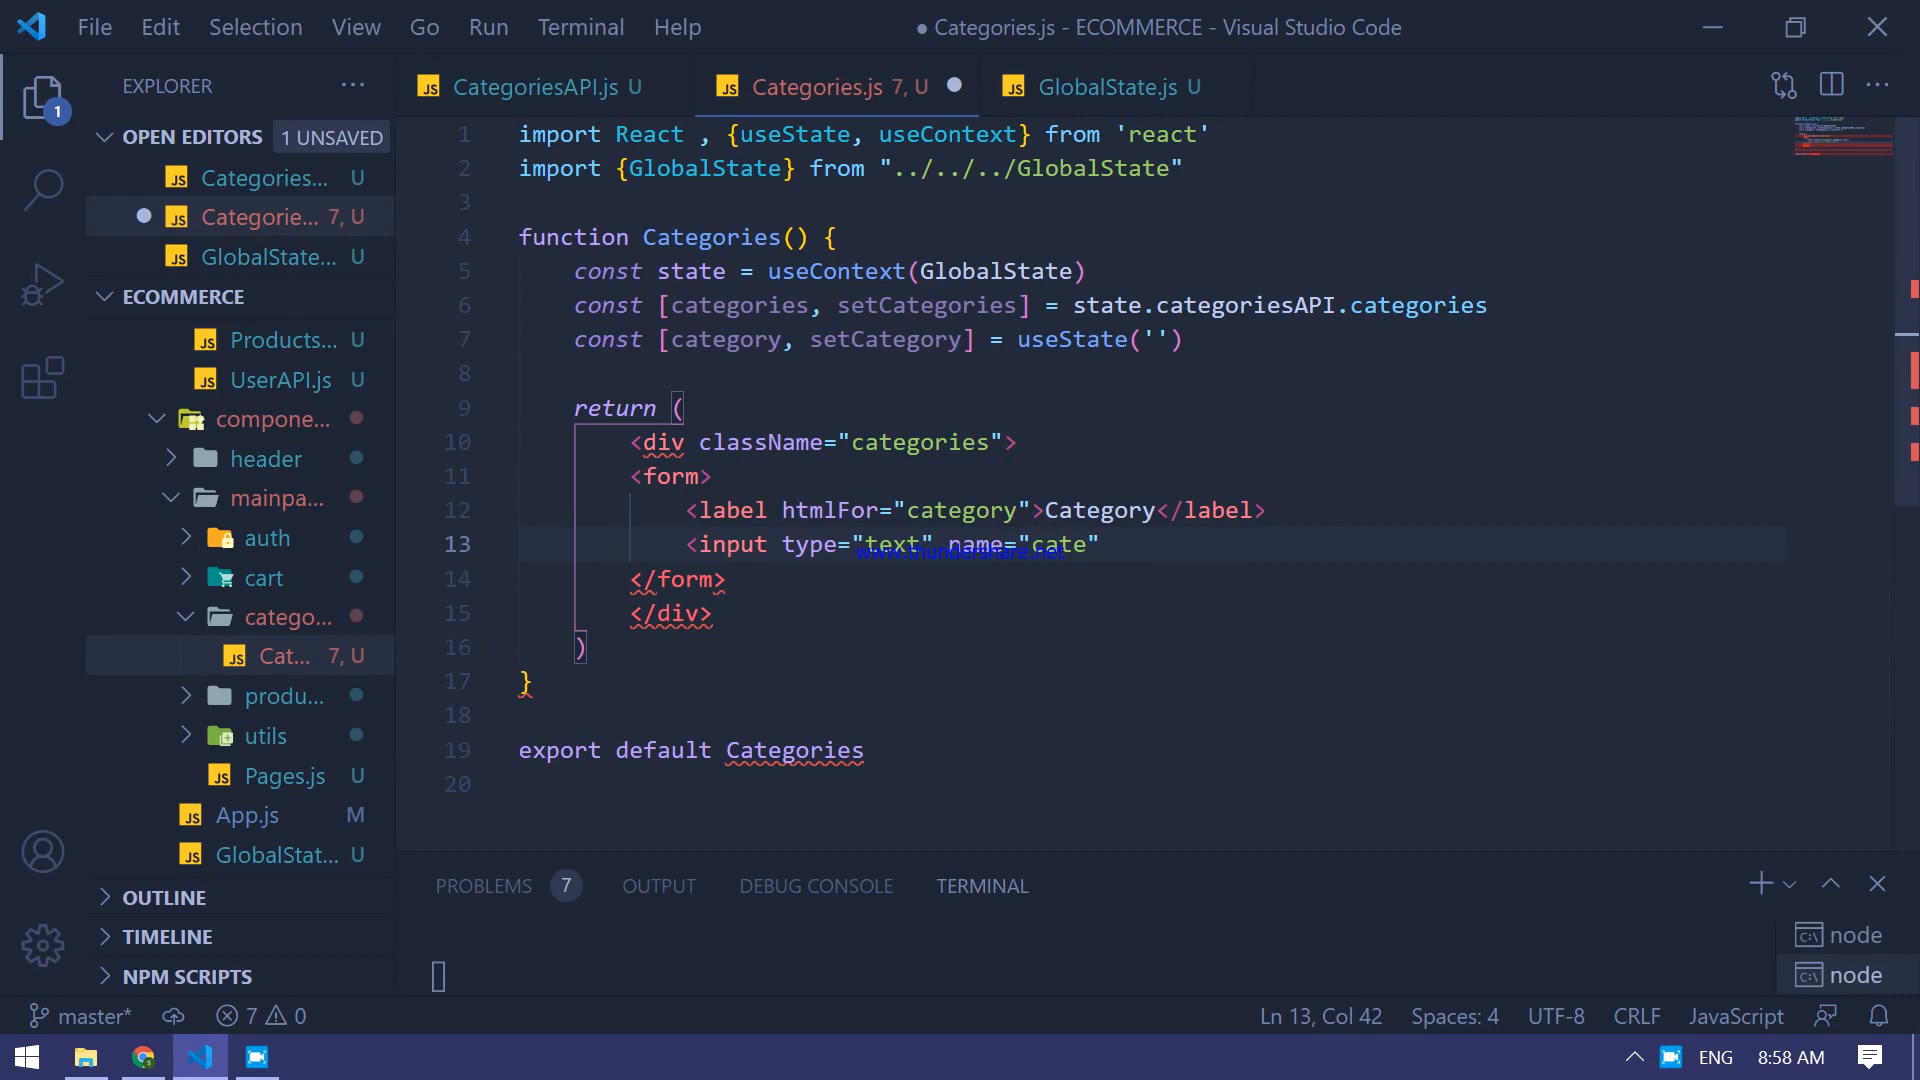 File Edit Selection View Go Run Terminal Help
● Categories.js - ECOMMERCE - Visual Studio Code
EXPLORER
CategoriesAPI.js U
Categories.js 7, U
GlobalState.js U
1
OPEN EDITORS 1 UNSAVED
Categories... U
Categorie... 7, U
GlobalState... U
ECOMMERCE
Products... U
UserAPI.js U
compone...
header
mainpa...
auth
cart
catego...
Cat... 7, U
produ...
utils
Pages.js U
App.js M
GlobalStat... U
OUTLINE
TIMELINE
NPM SCRIPTS
1 import React , {useState, useContext} from 'react'
2 import {GlobalState} from "../../../GlobalState"
3
4 function Categories() {
5 const state = useContext(GlobalState)
6 const [categories, setCategories] = state.categoriesAPI.categories
7 const [category, setCategory] = useState('')
8
9 return (
10 <div className="categories">
11 <form>
12 <label htmlFor="category">Category</label>
13 <input type="text" name="cate"
www.thundershare.net
14 </form>
15 </div>
16 )
17 }
18
19 export default Categories
20
PROBLEMS 7 OUTPUT DEBUG CONSOLE TERMINAL
node
node
master* 7 0
Ln 13, Col 42 Spaces: 4 UTF-8 CRLF JavaScript
ENG 8:58 AM